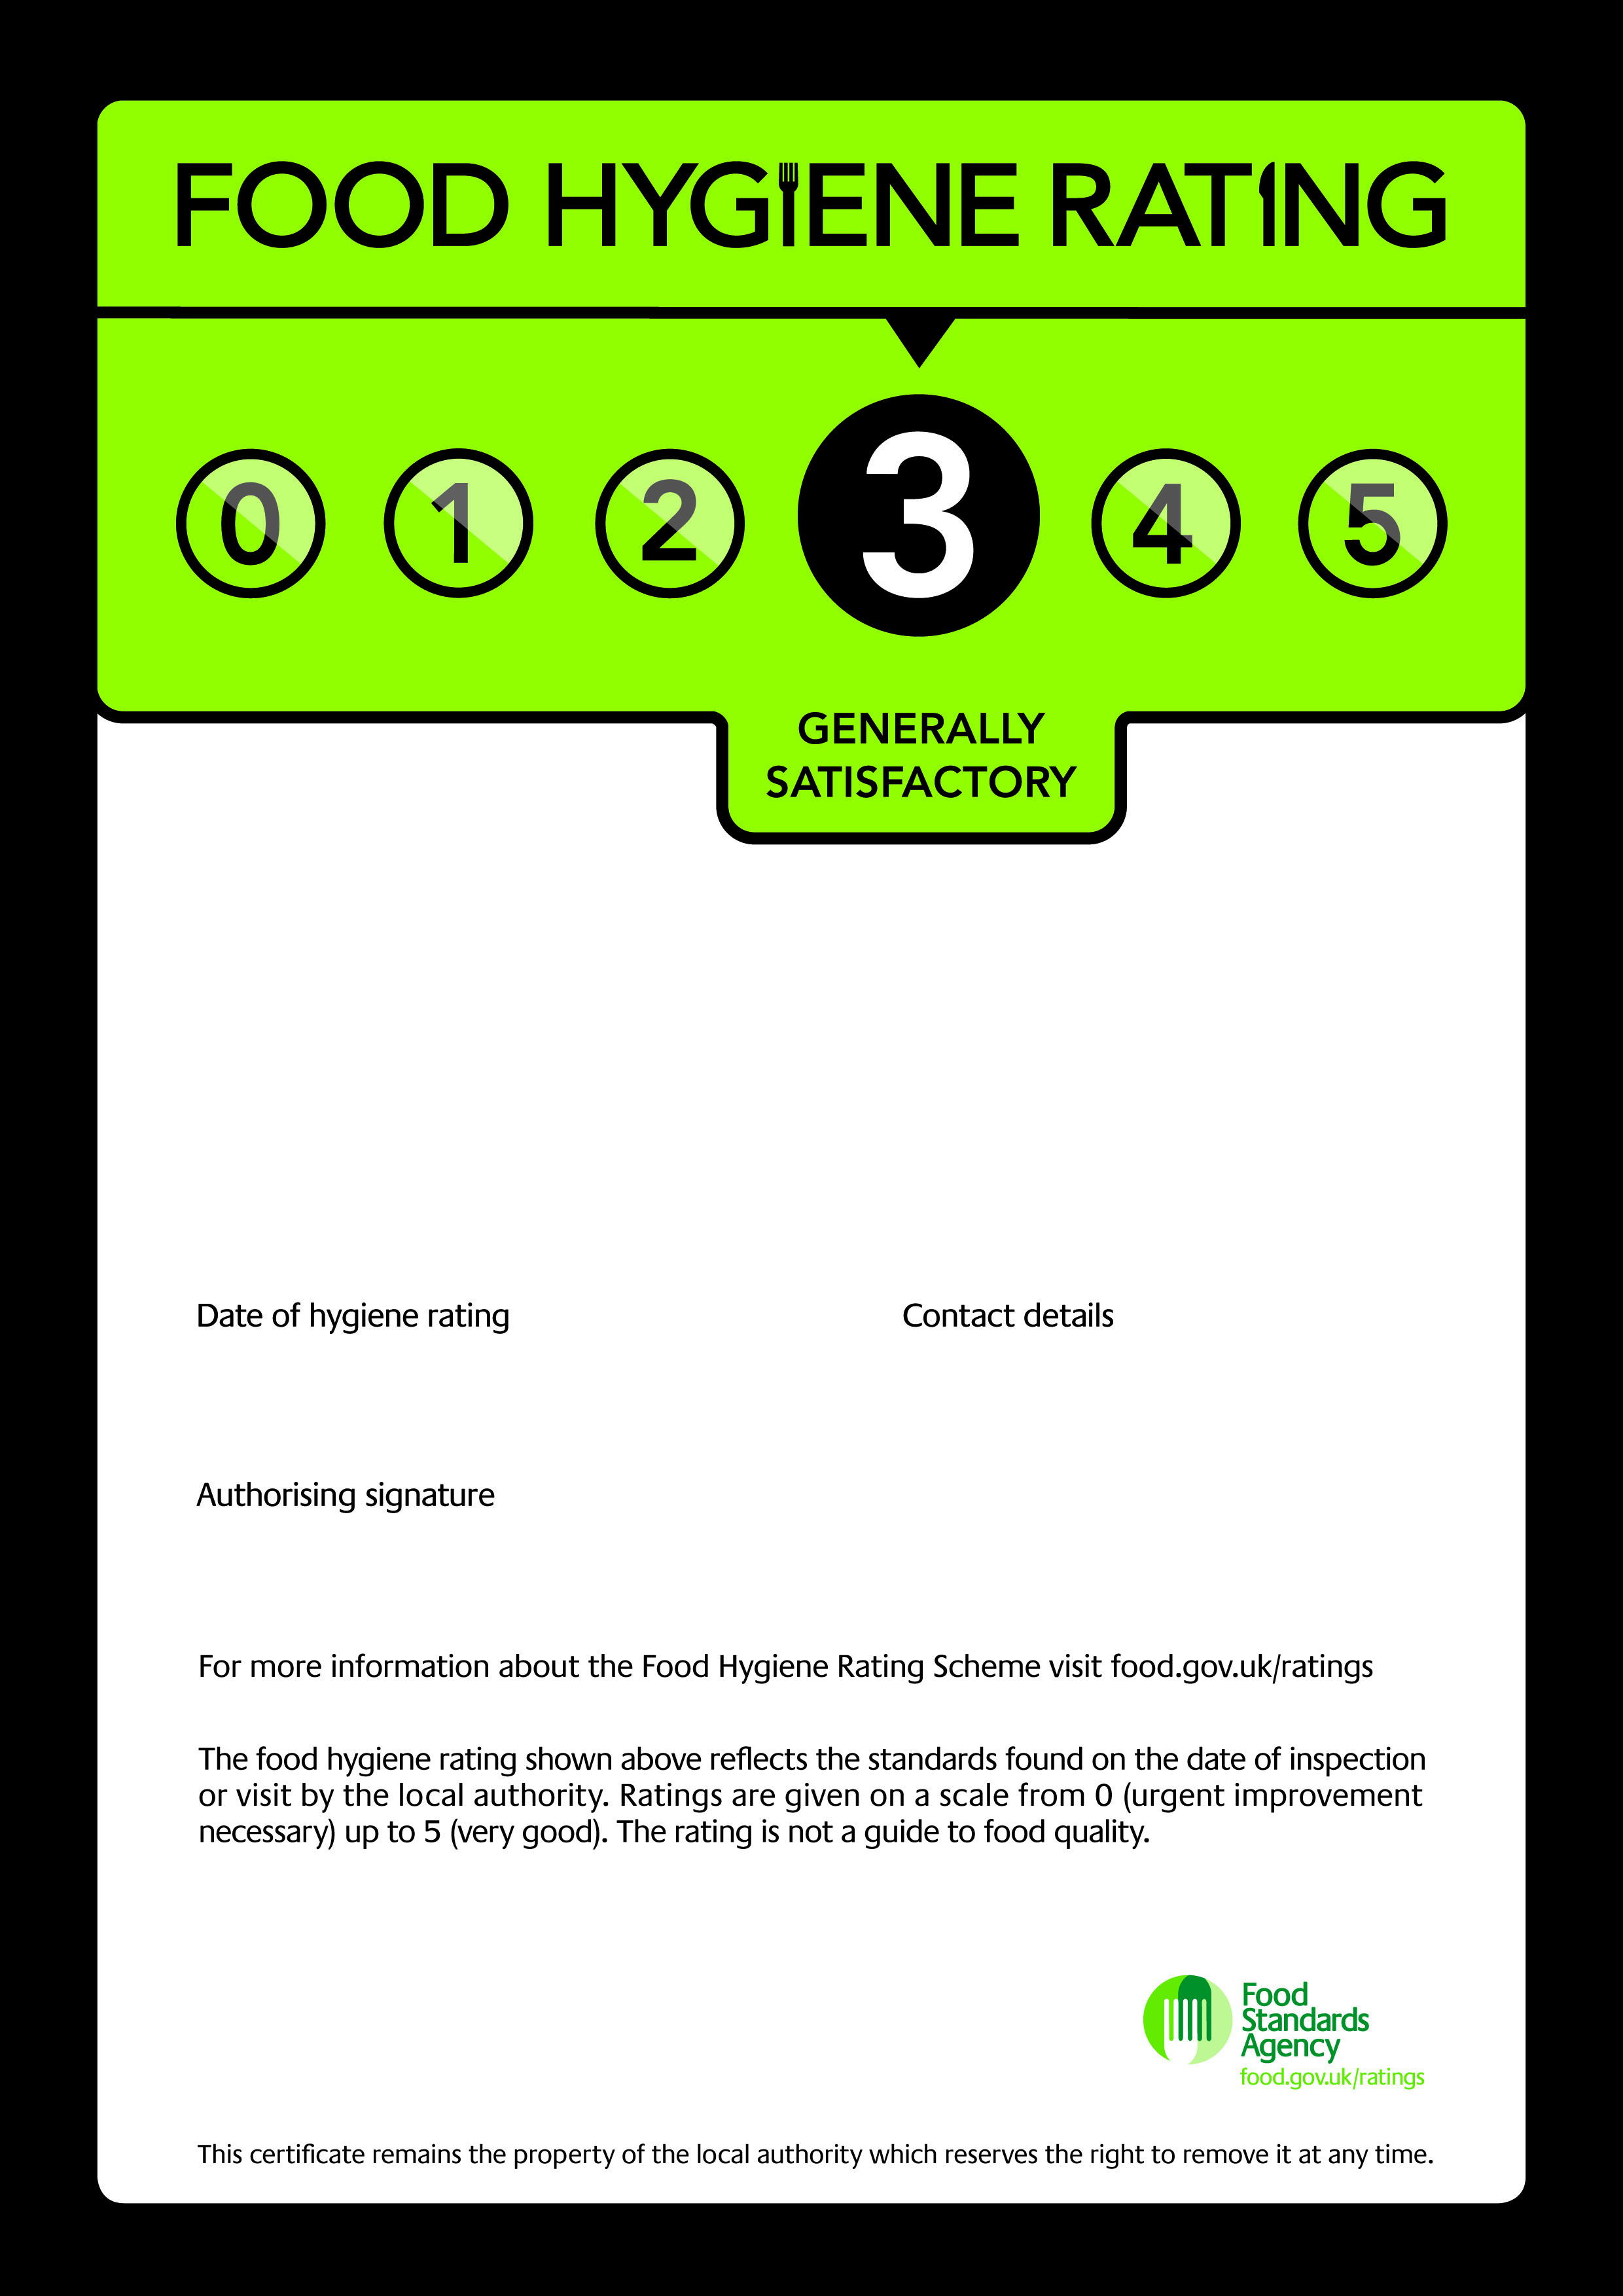 FOOD HYGIENE RATING
0 1 2 3 4 5
GENERALLY
SATISFACTORY
Date of hygiene rating
Contact details
Authorising signature
For more information about the Food Hygiene Rating Scheme visit food.gov.uk/ratings
The food hygiene rating shown above reflects the standards found on the date of inspection
or visit by the local authority. Ratings are given on a scale from 0 (urgent improvement
necessary) up to 5 (very good). The rating is not a guide to food quality.
Food
Standards
Agency
food.gov.uk/ratings
This certificate remains the property of the local authority which reserves the right to remove it at any time.